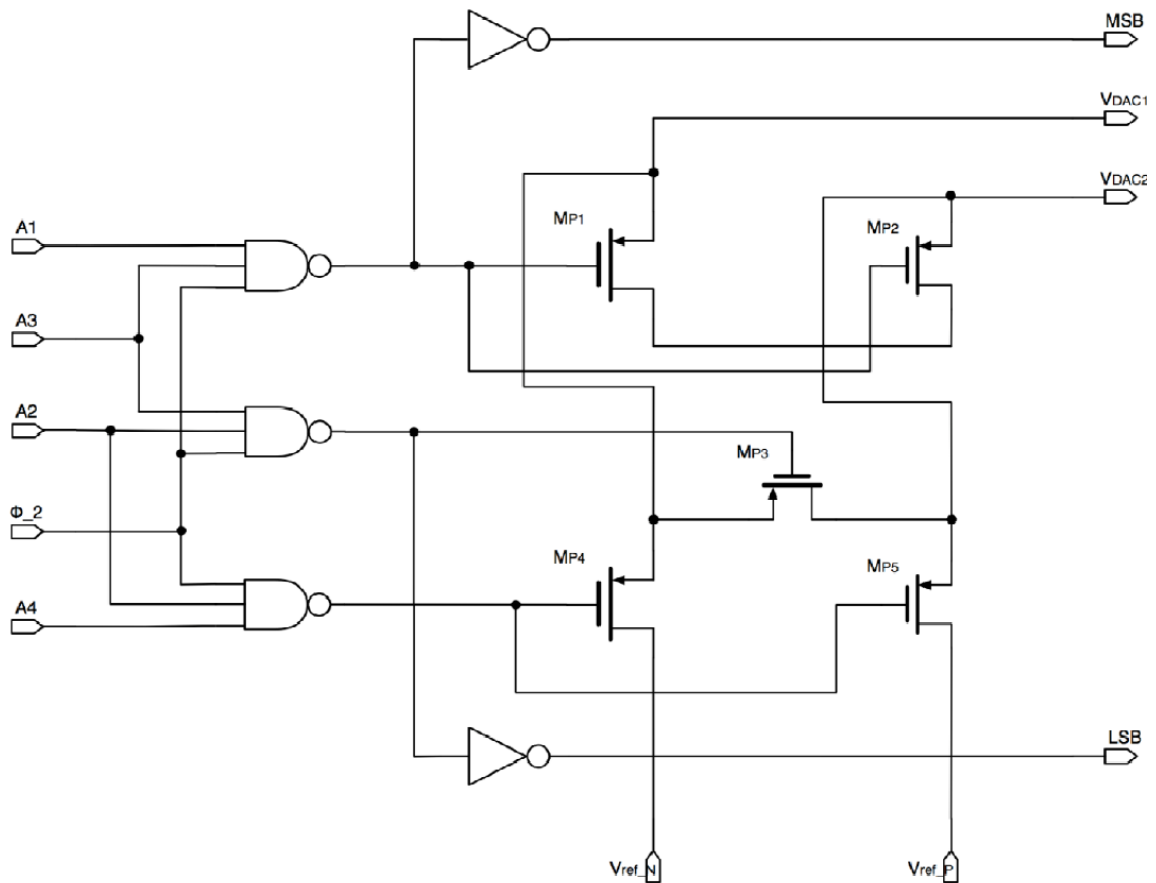 MSB
VDAC1
VDAC2
MP1
MP2
A1
A3
A2
MP3
Φ_2
MP4
MP5
A4
LSB
Vref_N
Vref_P